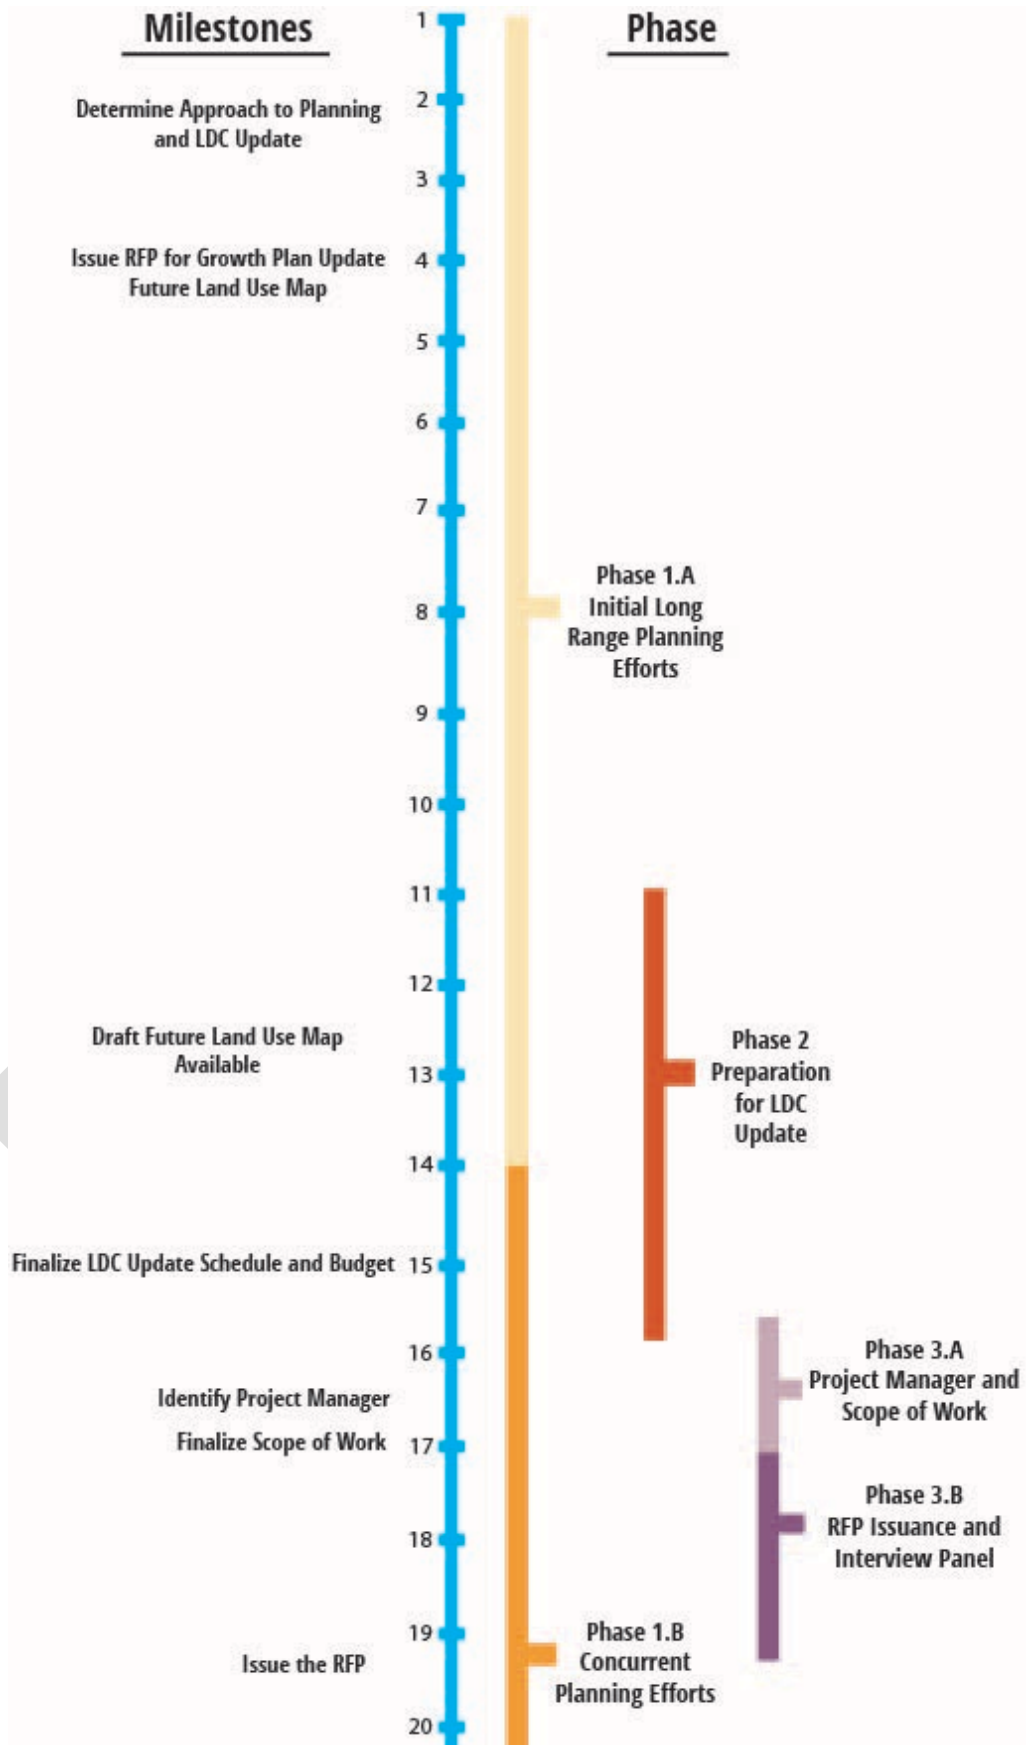 Milestones
Phase
1
2
Determine Approach to Planning
and LDC Update
3
Issue RFP for Growth Plan Update
Future Land Use Map
4
5
6
7
Phase 1.A
Initial Long
Range Planning
Efforts
8
9
10
11
12
Draft Future Land Use Map
Available
13
Phase 2
Preparation
for LDC
Update
14
Finalize LDC Update Schedule and Budget
15
16
Phase 3.A
Project Manager and
Scope of Work
Identify Project Manager
Finalize Scope of Work
17
Phase 3.B
RFP Issuance and
Interview Panel
18
19
Phase 1.B
Concurrent
Planning Efforts
Issue the RFP
20